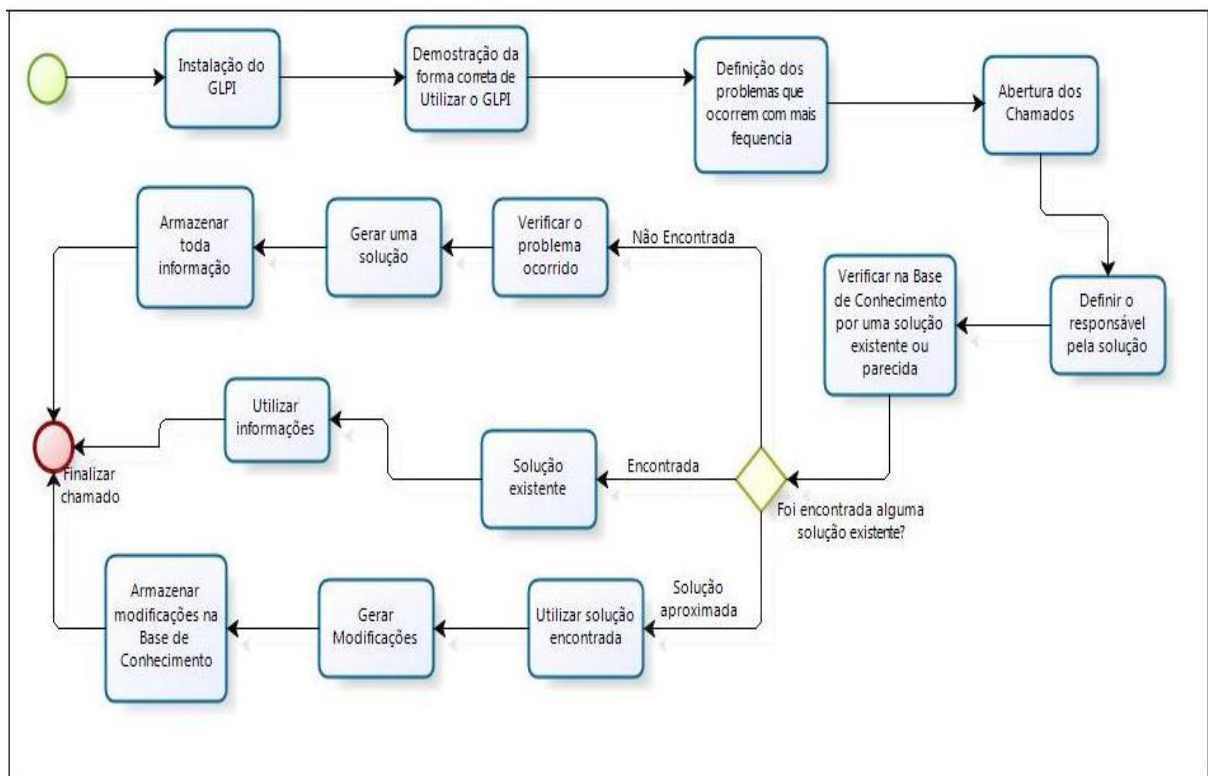 Instalação do
GLPI
Demostração da
forma correta de
Utilizar o GLPI
Definição dos
problemas que
ocorrem com mais
fequencia
Abertura dos
Chamados
Definir o
responsável
pela solução
Verificar na Base
de Conhecimento
por uma solução
existente ou
parecida
Foi encontrada alguma
solução existente?
Não Encontrada
Verificar o
problema
ocorrido
Gerar uma
solução
Armazenar
toda
informação
Encontrada
Solução
existente
Utilizar
informações
Solução
aproximada
Utilizar solução
encontrada
Gerar
Modificações
Armazenar
modificações na
Base de
Conhecimento
Finalizar
chamado